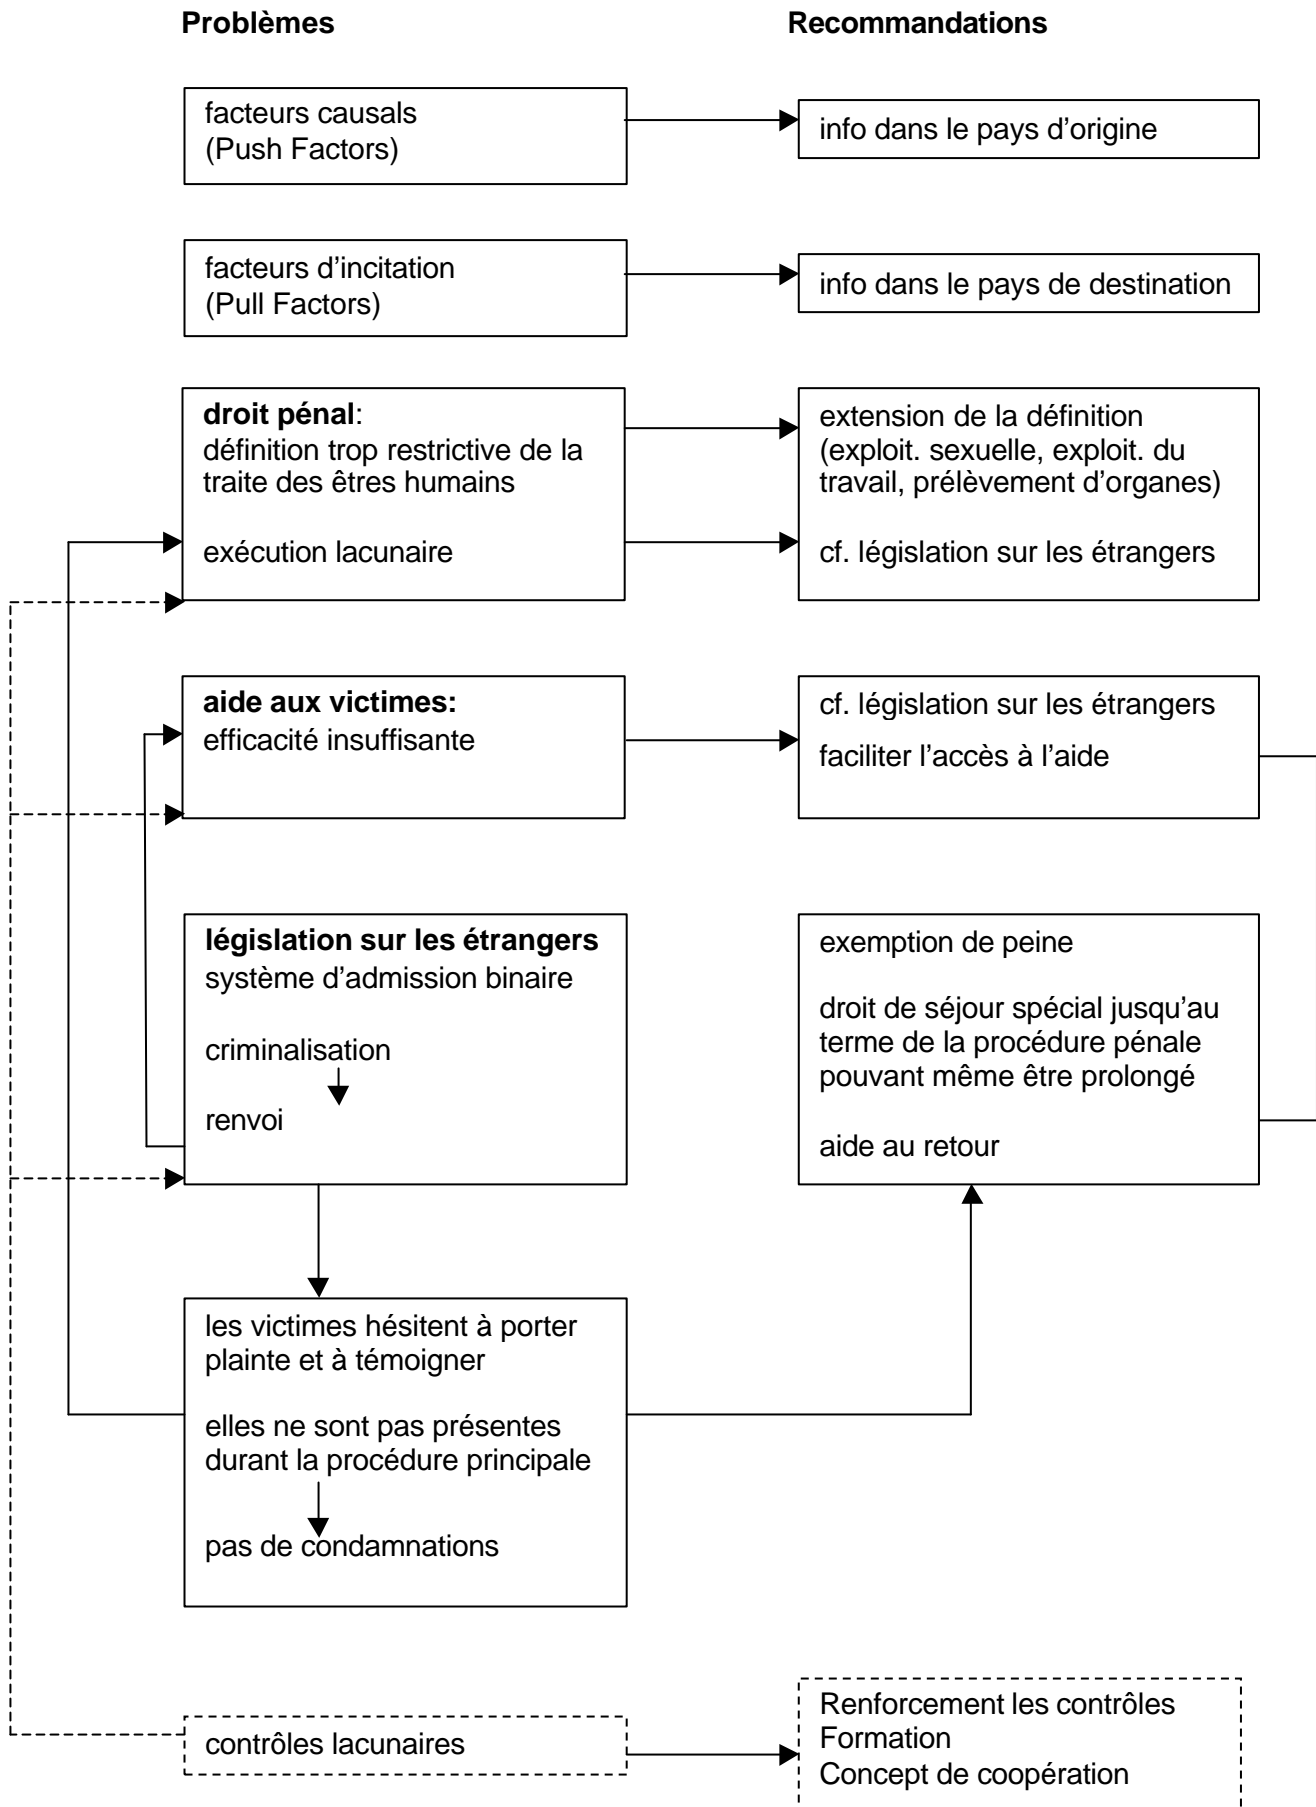 Problèmes
Recommandations
facteurs causals
(Push Factors)
info dans le pays d'origine
facteurs d'incitation
(Pull Factors)
info dans le pays de destination
droit pénal:
définition trop restrictive de la
traite des êtres humains
exécution lacunaire
extension de la définition
(exploit. sexuelle, exploit. du
travail, prélèvement d'organes)
cf. législation sur les étrangers
aide aux victimes:
efficacité insuffisante
cf. législation sur les étrangers
faciliter l'accès à l'aide
législation sur les étrangers
système d'admission binaire
criminalisation
renvoi
exemption de peine
droit de séjour spécial jusqu'au
terme de la procédure pénale
pouvant même être prolongé
aide au retour
les victimes hésitent à porter
plainte et à témoigner
elles ne sont pas présentes
durant la procédure principale
pas de condamnations
contrôles lacunaires
Renforcement les contrôles
Formation
Concept de coopération